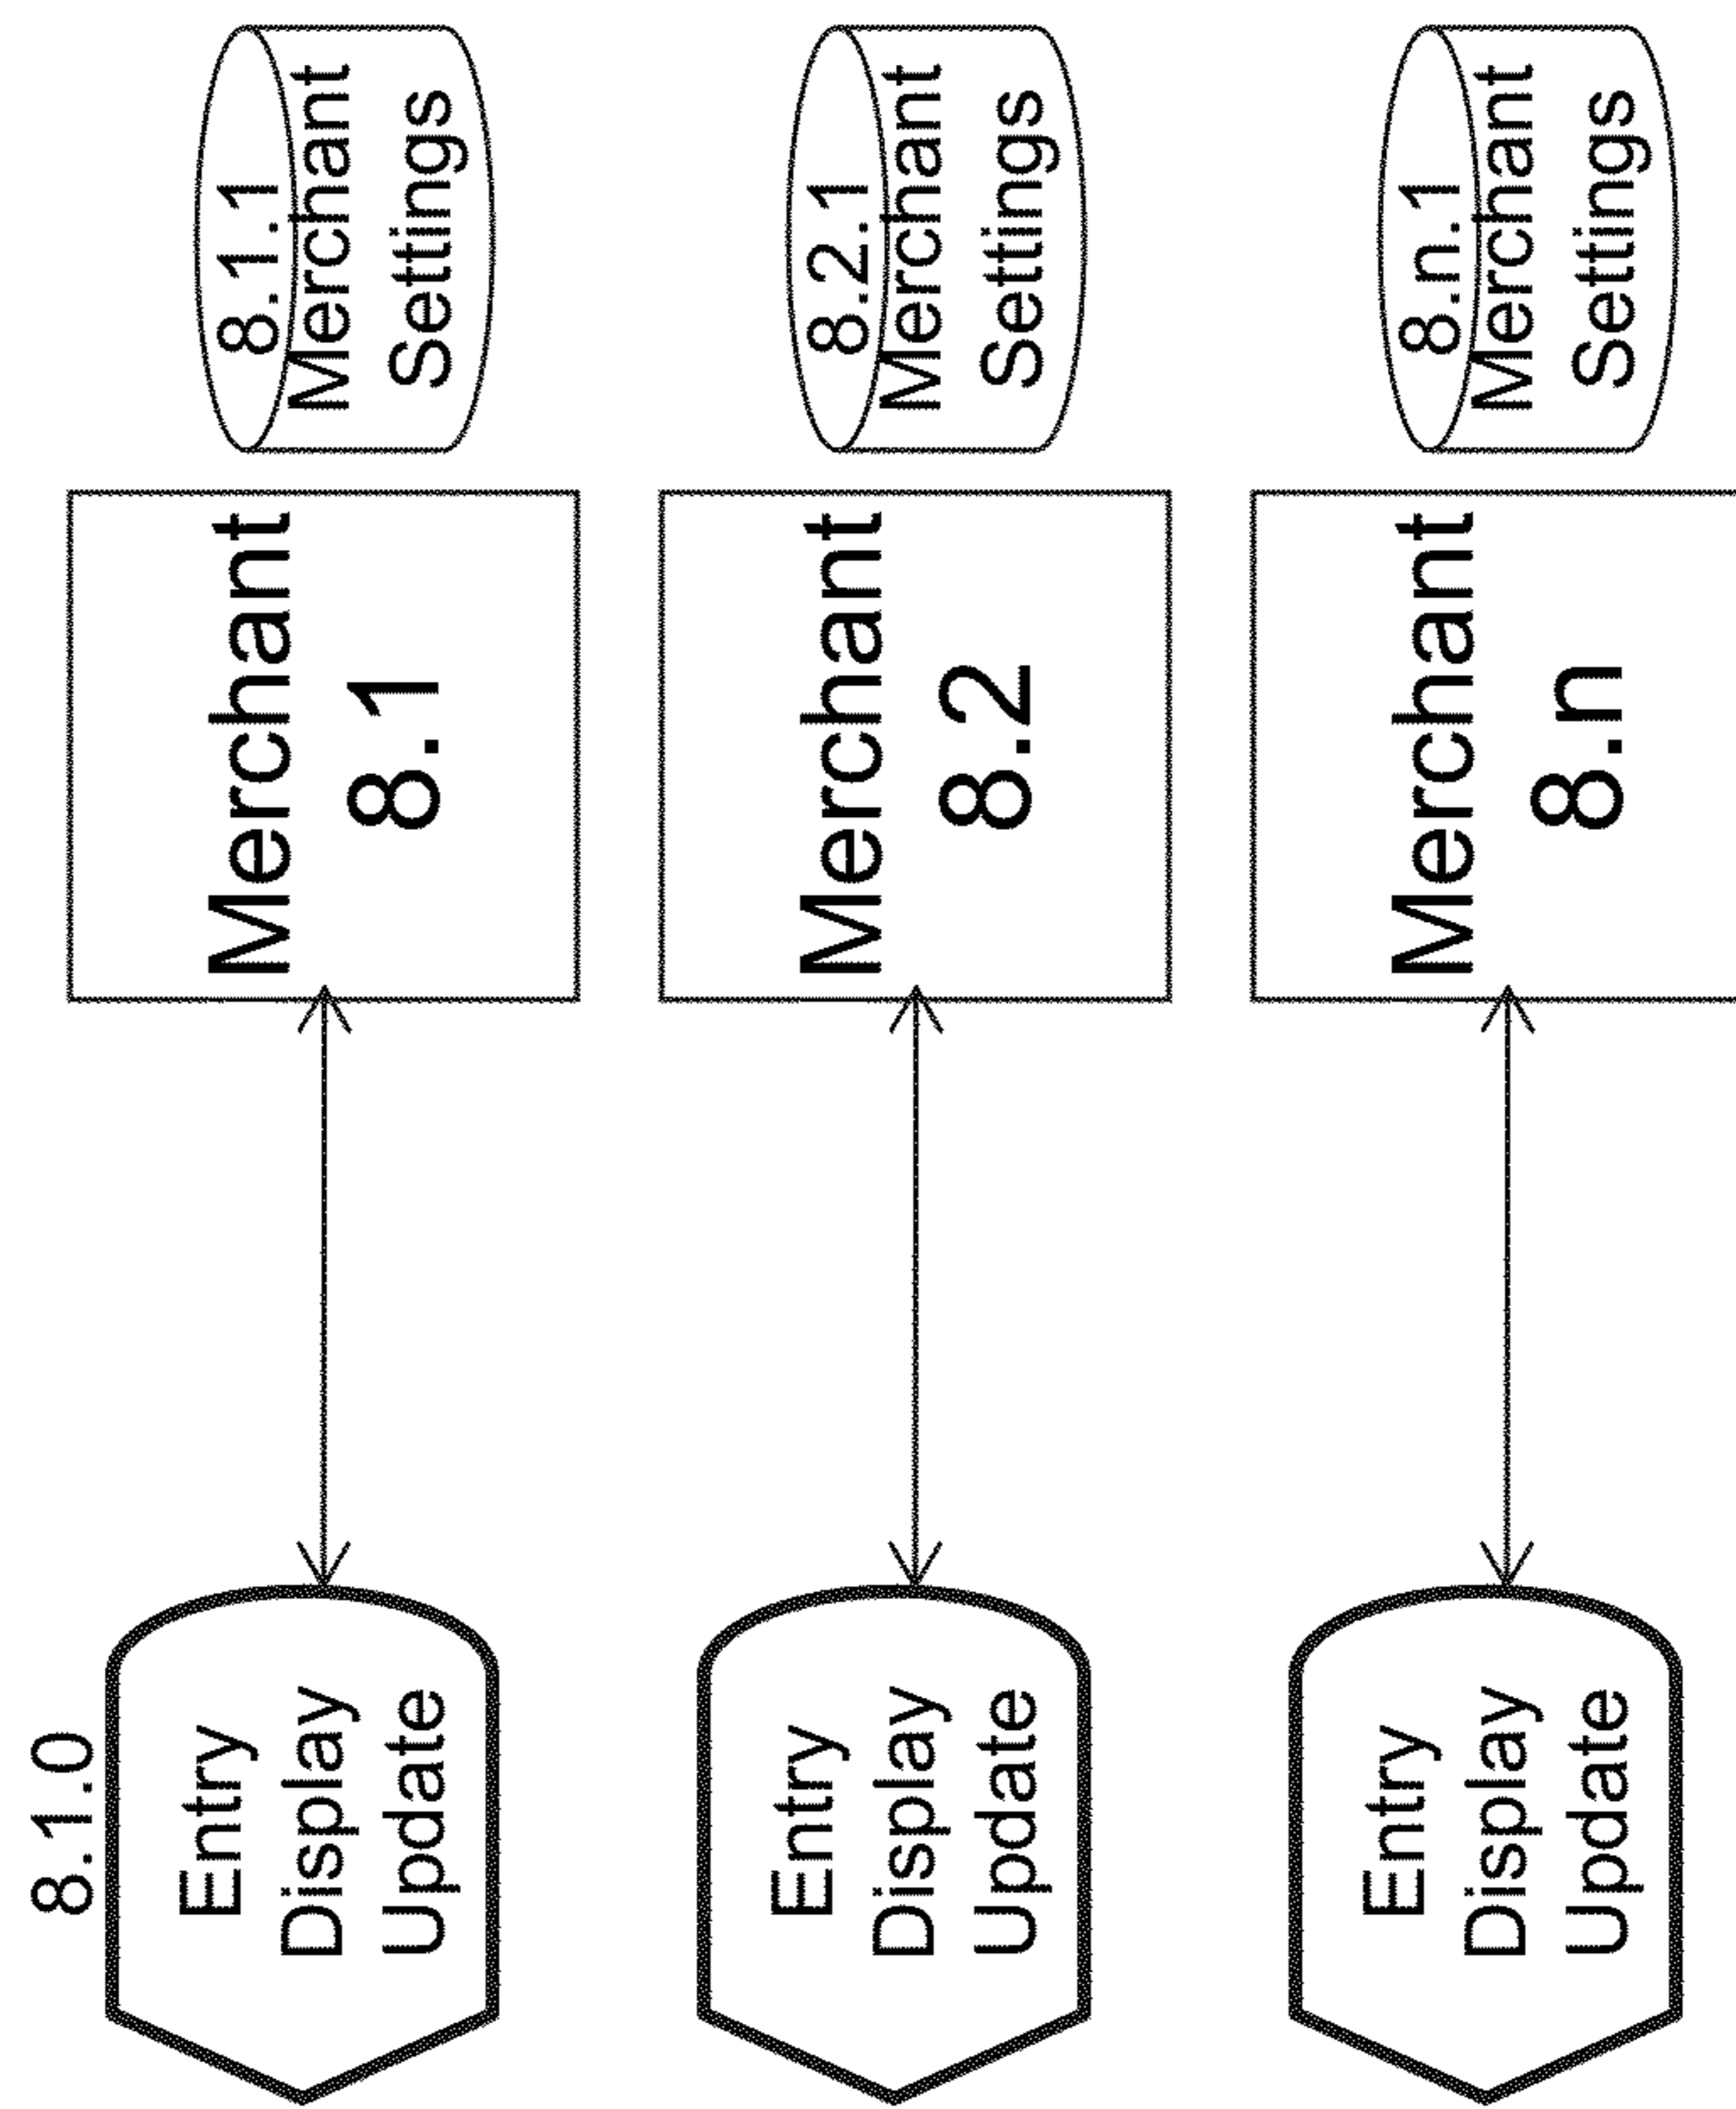 8.1.0
Entry
Display
Update
Merchant
8.1
8.1.1
Merchant
Settings
Entry
Display
Update
Merchant
8.2
8.2.1
Merchant
Settings
Entry
Display
Update
Merchant
8.n
8.n.1
Merchant
Settings